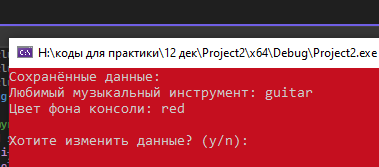 H:\коды для практики\12 дек\Project2\x64\Debug\Project2.exe
Сохранённые данные:
Любимый музыкальный инструмент: guitar
Цвет фона консоли: red
Хотите изменить данные? (y/n):